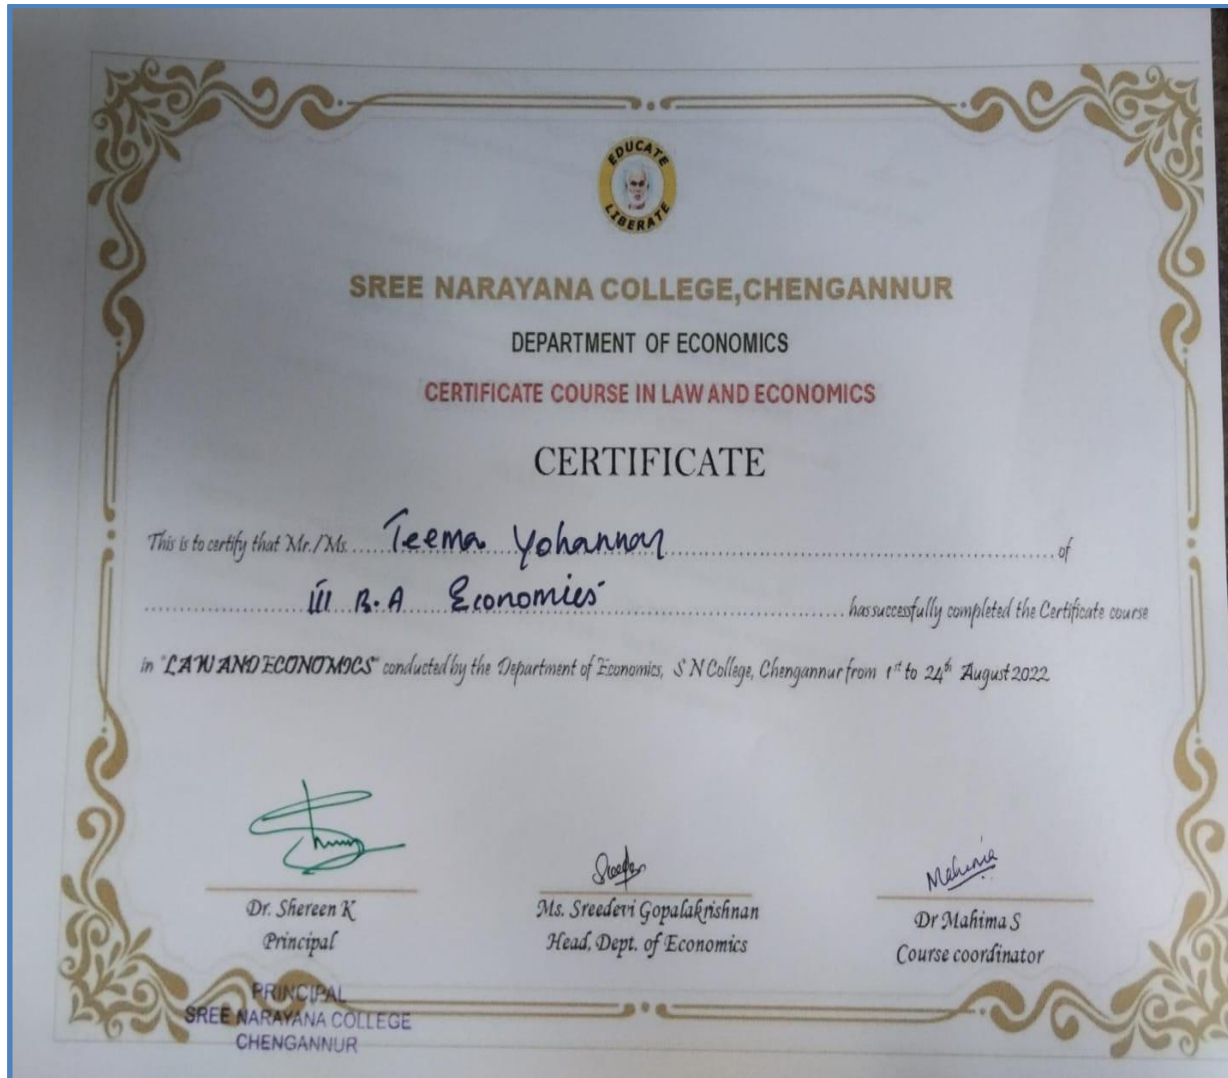 EDUCATE
LIBERATE
SREE NARAYANA COLLEGE,CHENGANNUR
DEPARTMENT OF ECONOMICS
CERTIFICATE COURSE IN LAW AND ECONOMICS
CERTIFICATE
This is to certify that Mr./Ms. Teema Yohannan of
III B.A Economics has successfully completed the Certificate course
in "LAW AND ECONOMICS" conducted by the Department of Economics, S N College, Chengannur from 1st to 24th August 2022
Mahima
Dr. Shereen K
Principal
Ms. Sreedevi Gopalakrishnan
Head, Dept. of Economics
Dr Mahima S
Course coordinator
PRINCIPAL
SREE NARAYANA COLLEGE
CHENGANNUR